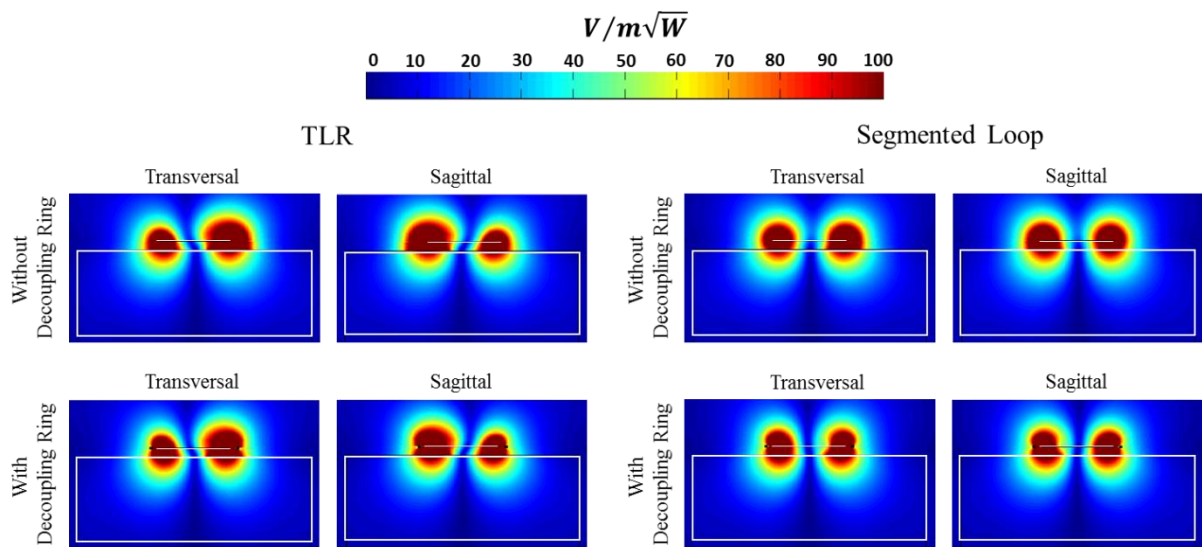 V/m√W
0 10 20 30 40 50 60 70 80 90 100
TLR
Segmented Loop
Transversal
Sagittal
Transversal
Sagittal
Without
Decoupling Ring
Without
Decoupling Ring
Transversal
Sagittal
Transversal
Sagittal
With
Decoupling Ring
With
Decoupling Ring